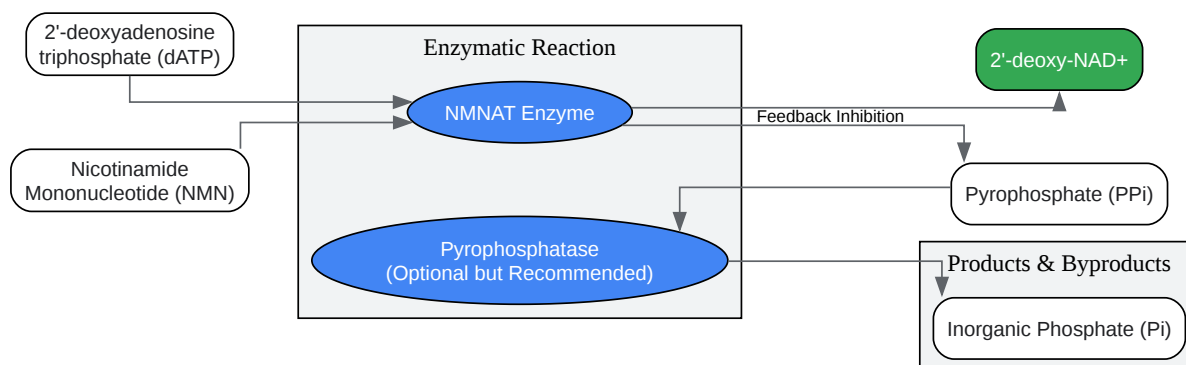 2'-deoxyadenosine
triphosphate (dATP)
Enzymatic Reaction
2'-deoxy-NAD+
NMNAT Enzyme
Feedback Inhibition
Nicotinamide
Mononucleotide (NMN)
Pyrophosphate (PPi)
Pyrophosphatase
(Optional but Recommended)
Products & Byproducts
Inorganic Phosphate (Pi)